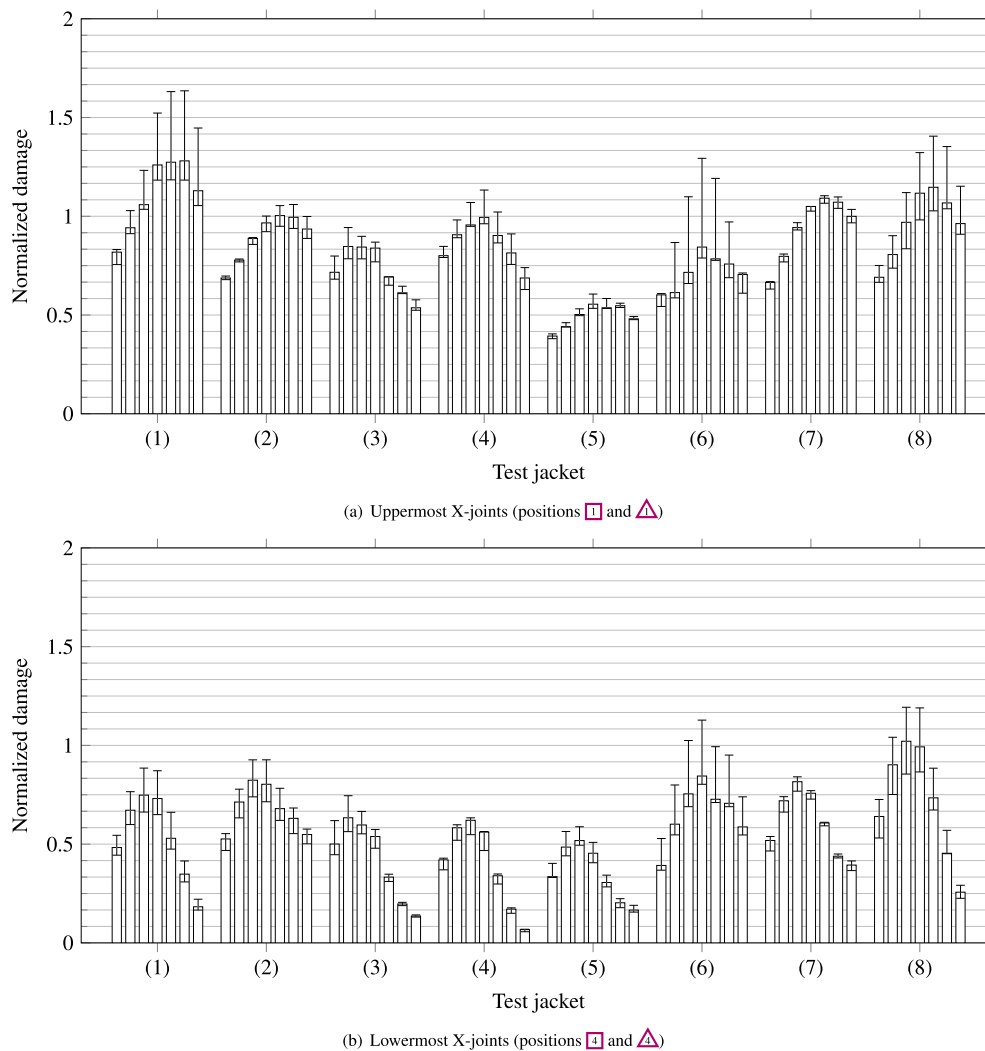 2
1.5
1
0.5
0
Normalized damage
(1) (2) (3) (4) (5) (6) (7) (8)
Test jacket
(a) Uppermost X-joints (positions 1 and 1)
2
1.5
1
0.5
0
Normalized damage
(1) (2) (3) (4) (5) (6) (7) (8)
Test jacket
(b) Lowermost X-joints (positions 4 and 4)